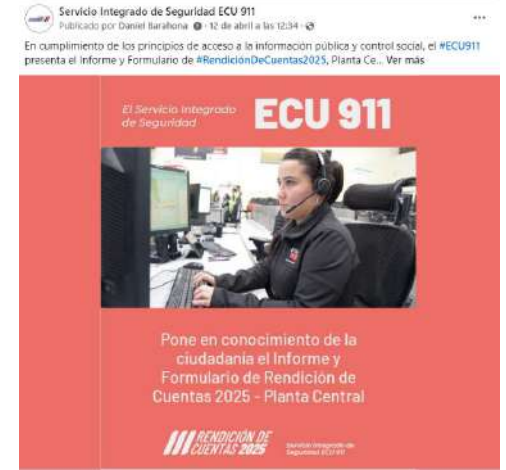 Servicio Integrado de Seguridad ECU 911
Publicado por Daniel Barahona · 12 de abril a las 12:34 ·
En cumplimiento de los principios de acceso a la información pública y control social, el #ECU911
presenta el Informe y Formulario de #RendiciónDeCuentas2025, Planta Ce... Ver más
El Servicio Integrado
de Seguridad
ECU 911
Pone en conocimiento de la
ciudadanía el Informe y
Formulario de Rendición de
Cuentas 2025 - Planta Central
RENDICIÓN DE
CUENTAS 2025
Servicio Integrado de
Seguridad ECU 911